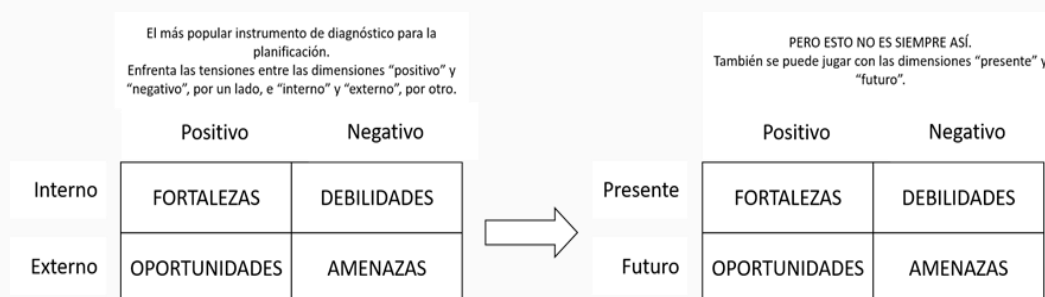 El más popular instrumento de diagnóstico para la
planificación.
Enfrenta las tensiones entre las dimensiones “positivo” y
“negativo”, por un lado, e “interno” y “externo”, por otro.
Positivo Negativo
Interno FORTALEZAS DEBILIDADES
Externo OPORTUNIDADES AMENAZAS
PERO ESTO NO ES SIEMPRE ASÍ.
También se puede jugar con las dimensiones “presente” y
“futuro”.
Positivo Negativo
Presente FORTALEZAS DEBILIDADES
Futuro OPORTUNIDADES AMENAZAS